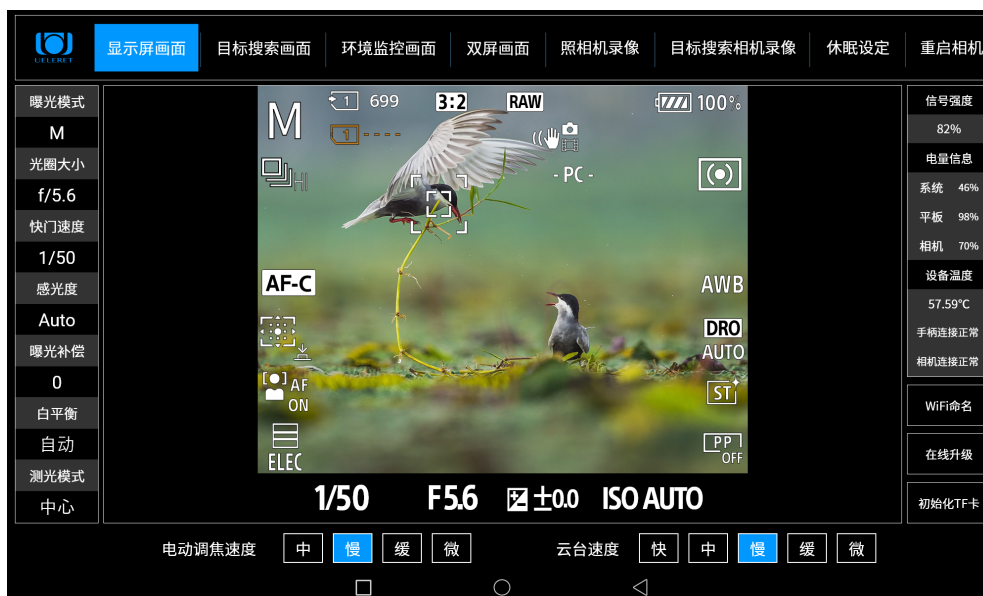 UELERET
显示屏画面 目标搜索画面 环境监控画面 双屏画面 照相机录像 目标搜索相机录像 休眠设定 重启相机
曝光模式
M
光圈大小
f/5.6
快门速度
1/50
感光度
Auto
曝光补偿
0
白平衡
自动
测光模式
中心
M
1 699 3:2 RAW 100%
1 ----
HI
- PC -
AF-C
AWB
DRO
AUTO
AF
ON
ST
ELEC
PP
OFF
1/50 F5.6 ±0.0 ISO AUTO
信号强度
82%
电量信息
系统 46%
平板 98%
相机 70%
设备温度
57.59℃
手柄连接正常
相机连接正常
WiFi命名
在线升级
初始化TF卡
电动调焦速度 中 慢 缓 微 云台速度 快 中 慢 缓 微